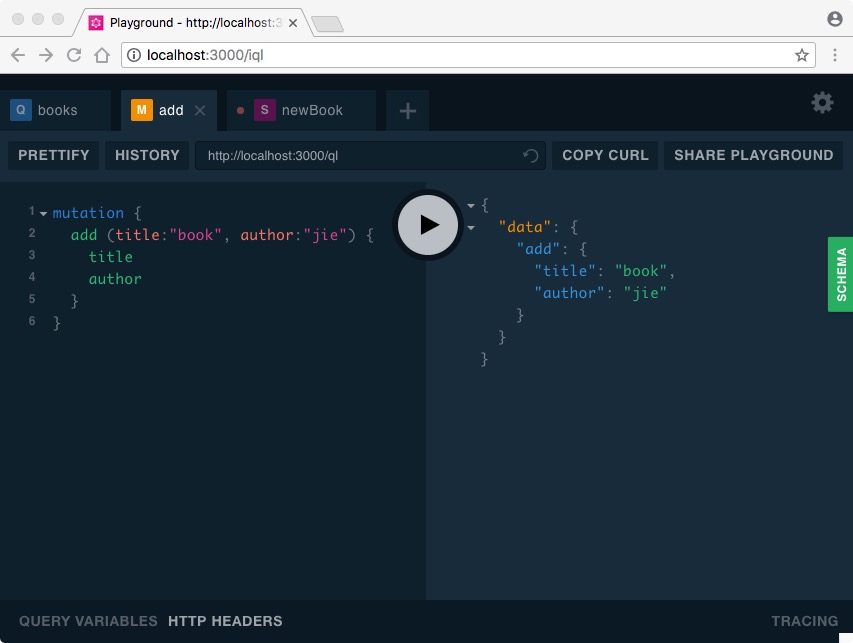 Playground - http://localhost:3
localhost:3000/iql
Q books M add S newBook
PRETTIFY HISTORY http://localhost:3000/ql COPY CURL SHARE PLAYGROUND
1 mutation {
2 add (title:"book", author:"jie") {
3 title
4 author
5 }
6 }
{
"data": {
"add": {
"title": "book",
"author": "jie"
}
}
}
SCHEMA
QUERY VARIABLES HTTP HEADERS TRACING